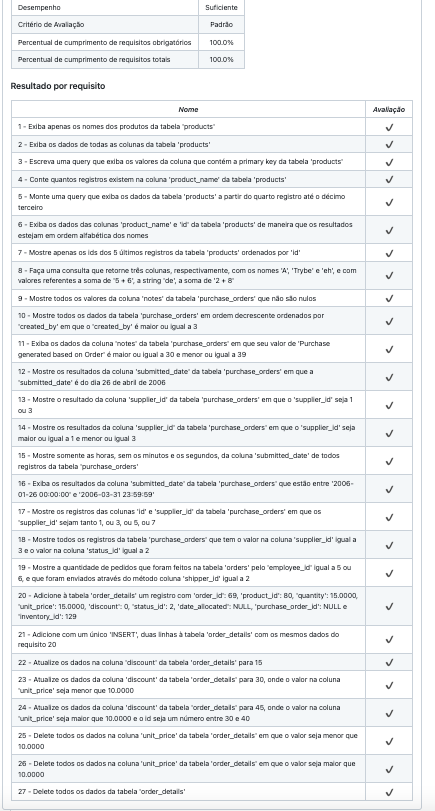 Desempenho Suficiente
Critério de Avaliação Padrão
Percentual de cumprimento de requisitos obrigatórios 100.0%
Percentual de cumprimento de requisitos totais 100.0%
Resultado por requisito
Nome Avaliação
1 - Exiba apenas os nomes dos produtos da tabela 'products' ✔
2 - Exiba os dados de todas as colunas da tabela 'products' ✔
3 - Escreva uma query que exiba os valores da coluna que contém a primary key da tabela 'products' ✔
4 - Conte quantos registros existem na coluna 'product_name' da tabela 'products' ✔
5 - Monte uma query que exiba os dados da tabela 'products' a partir do quarto registro até o décimo
terceiro ✔
6 - Exiba os dados das colunas 'product_name' e 'id' da tabela 'products' de maneira que os resultados
estejam em ordem alfabética dos nomes ✔
7 - Mostre apenas os ids dos 5 últimos registros da tabela 'products' ordenados por 'id' ✔
8 - Faça uma consulta que retorne três colunas, respectivamente, com os nomes 'A', 'Trybe' e 'eh', e com
valores referentes a soma de '5 + 6', a string 'de', a soma de '2 + 8' ✔
9 - Mostre todos os valores da coluna 'notes' da tabela 'purchase_orders' que não são nulos ✔
10 - Mostre todos os dados da tabela 'purchase_orders' em ordem decrescente ordenados por
'created_by' em que o 'created_by' é maior ou igual a 3 ✔
11 - Exiba os dados da coluna 'notes' da tabela 'purchase_orders' em que seu valor de 'Purchase
generated based on Order' é maior ou igual a 30 e menor ou igual a 39 ✔
12 - Mostre os resultados da coluna 'submitted_date' da tabela 'purchase_orders' em que a
'submitted_date' é do dia 26 de abril de 2006 ✔
13 - Mostre o resultado da coluna 'supplier_id' da tabela 'purchase_orders' em que o 'supplier_id' seja 1
ou 3 ✔
14 - Mostre os resultados da coluna 'supplier_id' da tabela 'purchase_orders' em que o 'supplier_id' seja
maior ou igual a 1 e menor ou igual 3 ✔
15 - Mostre somente as horas, sem os minutos e os segundos, da coluna 'submitted_date' de todos
registros da tabela 'purchase_orders' ✔
16 - Exiba os resultados da coluna 'submitted_date' da tabela 'purchase_orders' que estão entre '2006-
01-26 00:00:00' e '2006-03-31 23:59:59' ✔
17 - Mostre os registros das colunas 'id' e 'supplier_id' da tabela 'purchase_orders' em que os
'supplier_id' sejam tanto 1, ou 3, ou 5, ou 7 ✔
18 - Mostre todos os registros da tabela 'purchase_orders' que tem o valor na coluna 'supplier_id' igual a
3 e o valor na coluna 'status_id' igual a 2 ✔
19 - Mostre a quantidade de pedidos que foram feitos na tabela 'orders' pelo 'employee_id' igual a 5 ou
6, e que foram enviados através do método coluna 'shipper_id' igual a 2 ✔
20 - Adicione à tabela 'order_details' um registro com 'order_id': 69, 'product_id': 80, 'quantity': 15.0000,
'unit_price': 15.0000, 'discount': 0, 'status_id': 2, 'date_allocated': NULL, 'purchase_order_id': NULL e
'inventory_id': 129 ✔
21 - Adicione com um único 'INSERT', duas linhas à tabela 'order_details' com os mesmos dados do
requisito 20 ✔
22 - Atualize os dados na coluna 'discount' da tabela 'order_details' para 15 ✔
23 - Atualize os dados na coluna 'discount' da tabela 'order_details' para 30, onde o valor na coluna
'unit_price' seja menor que 10.0000 ✔
24 - Atualize os dados na coluna 'discount' da tabela 'order_details' para 45, onde o valor na coluna
'unit_price' seja maior que 10.0000 e o id seja um número entre 30 e 40 ✔
25 - Delete todos os dados na coluna 'unit_price' da tabela 'order_details' em que o valor seja menor que
10.0000 ✔
26 - Delete todos os dados na coluna 'unit_price' da tabela 'order_details' em que o valor seja maior que
10.0000 ✔
27 - Delete todos os dados da tabela 'order_details' ✔